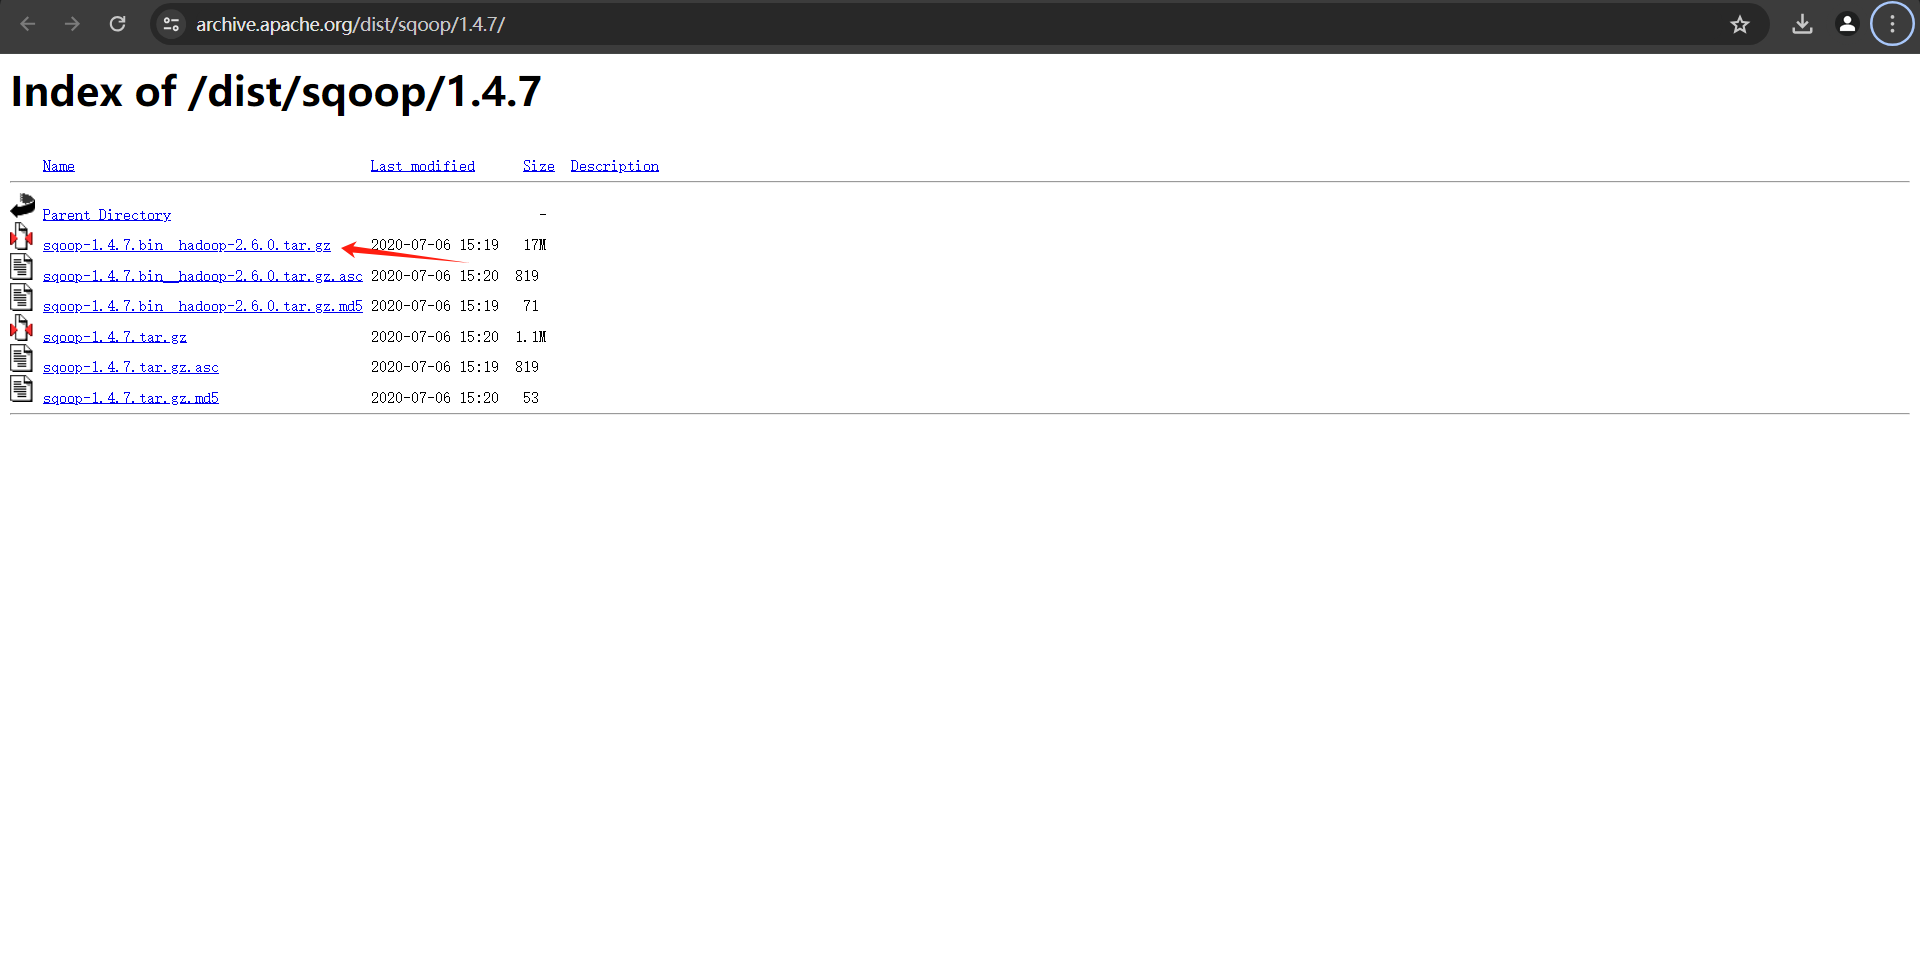 archive.apache.org/dist/sqoop/1.4.7/
Index of /dist/sqoop/1.4.7
Name Last modified Size Description
Parent Directory -
sqoop-1.4.7.bin__hadoop-2.6.0.tar.gz 2020-07-06 15:19 17M
sqoop-1.4.7.bin__hadoop-2.6.0.tar.gz.asc 2020-07-06 15:20 819
sqoop-1.4.7.bin__hadoop-2.6.0.tar.gz.md5 2020-07-06 15:19 71
sqoop-1.4.7.tar.gz 2020-07-06 15:20 1.1M
sqoop-1.4.7.tar.gz.asc 2020-07-06 15:19 819
sqoop-1.4.7.tar.gz.md5 2020-07-06 15:20 53